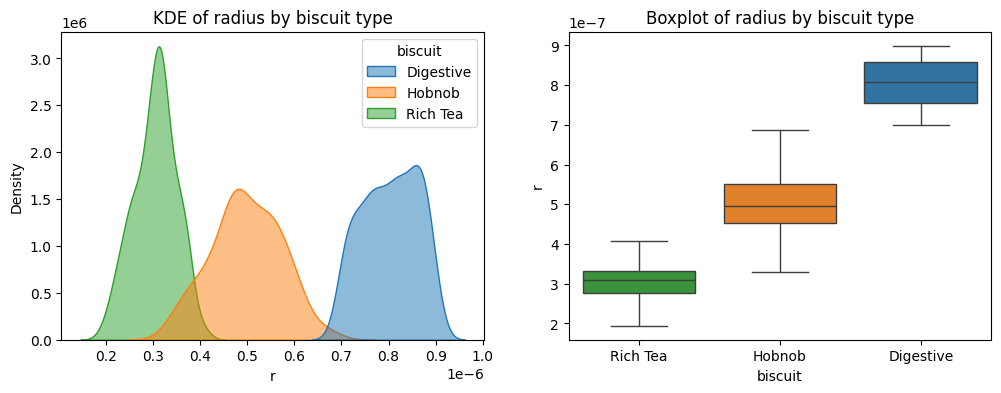 KDE of radius by biscuit type
1e6
3.0
2.5
2.0
1.5
1.0
0.5
0.0
Density
biscuit
Digestive
Hobnob
Rich Tea
0.2 0.3 0.4 0.5 0.6 0.7 0.8 0.9 1.0
1e−6
r
Boxplot of radius by biscuit type
1e−7
9
8
7
6
5
4
3
2
r
Rich Tea Hobnob Digestive
biscuit